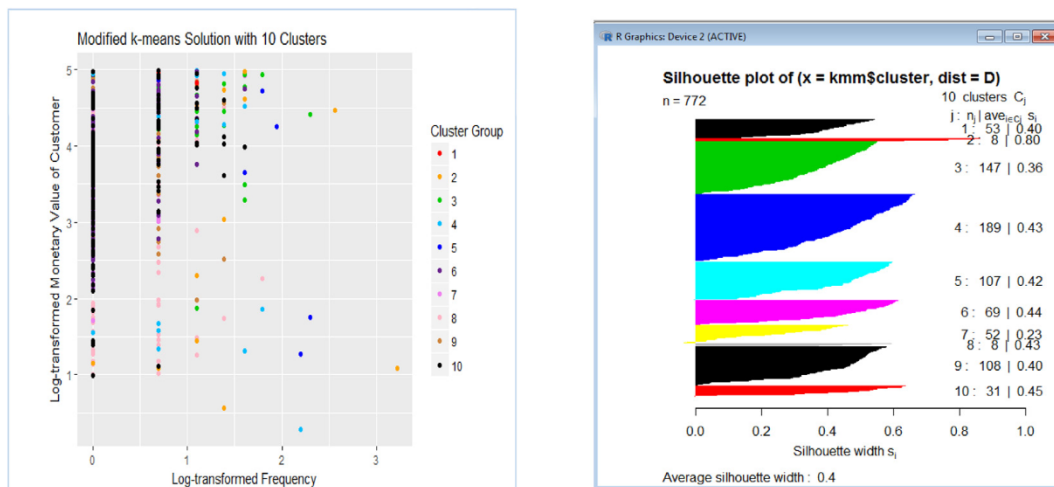 Modified k-means Solution with 10 Clusters
Log-transformed Monetary Value of Customer
5
4
3
2
1
0
1
2
3
Log-transformed Frequency
Cluster Group
1
2
3
4
5
6
7
8
9
10
R Graphics: Device 2 (ACTIVE)
Silhouette plot of (x = kmm$cluster, dist = D)
n = 772
10 clusters Cj
j : nj | avei∈Cj si
1 : 53 | 0.40
2 : 8 | 0.80
3 : 147 | 0.36
4 : 189 | 0.43
5 : 107 | 0.42
6 : 69 | 0.44
7 : 52 | 0.23
8 : 8 | 0.43
9 : 108 | 0.40
10 : 31 | 0.45
0.0 0.2 0.4 0.6 0.8 1.0
Silhouette width si
Average silhouette width : 0.4